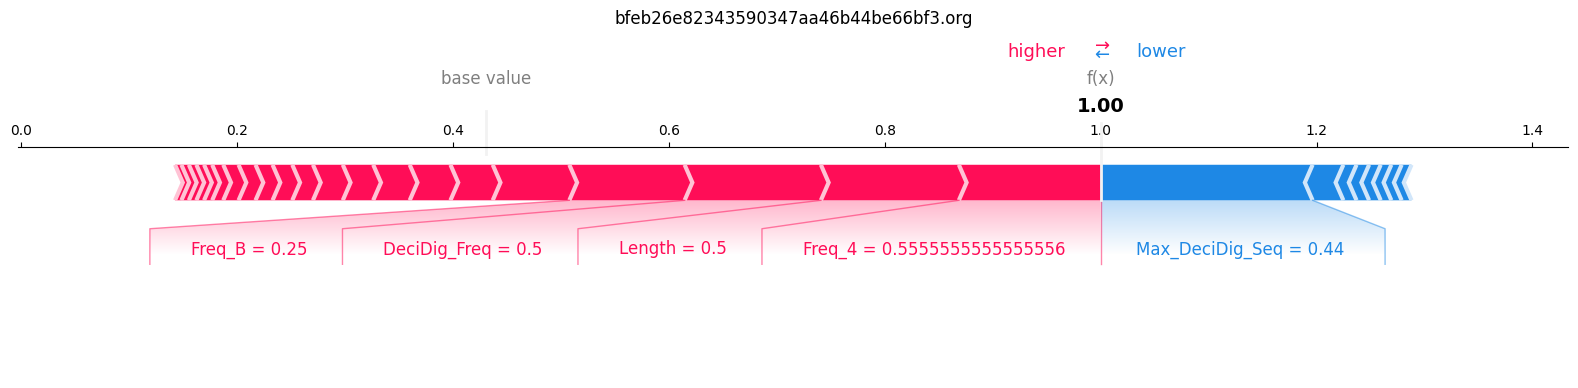 bfeb26e82343590347aa46b44be66bf3.org
higher → ← lower
base value f(x)
1.00
0.0 0.2 0.4 0.6 0.8 1.0 1.2 1.4
Freq_B = 0.25 DeciDig_Freq = 0.5 Length = 0.5 Freq_4 = 0.5555555555555556 Max_DeciDig_Seq = 0.44